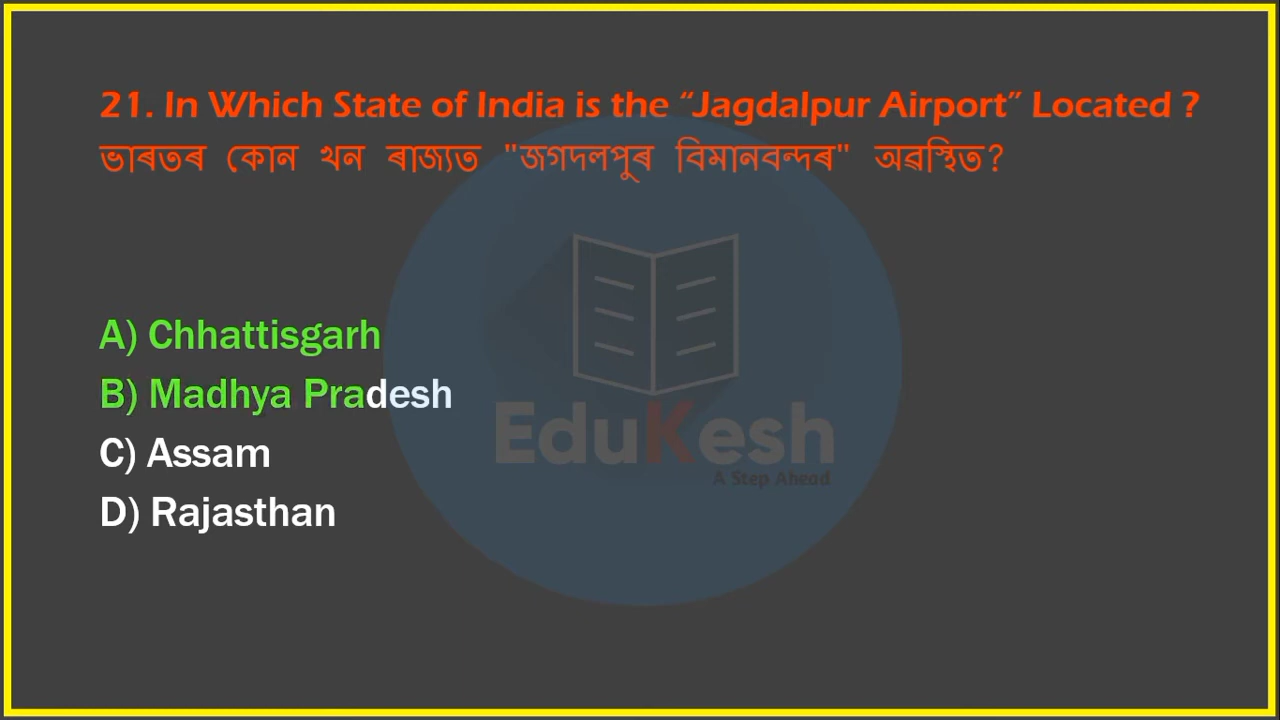 21. In Which State of India is the “Jagdalpur Airport” Located ?
ভাৰতৰ কোন খন ৰাজ্যত "জগদলপুৰ বিমানবন্দৰ" অৱস্থিত?
A) Chhattisgarh
B) Madhya Pradesh
C) Assam
D) Rajasthan
EduKesh
A Step Ahead